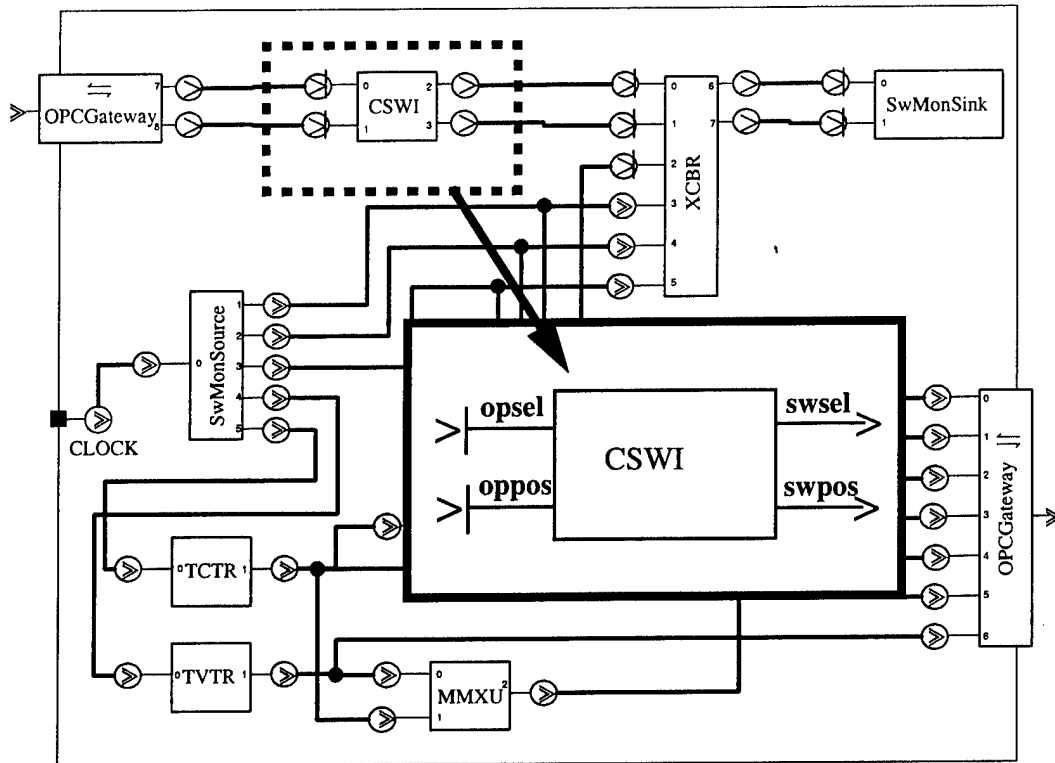 OPCGateway
7
8
0
1
CSWI
2
3
0
1
2
3
4
5
XCBR
6
7
0
1
SwMonSink
CLOCK
0
SwMonSource
1
2
3
4
5
opsel
oppos
CSWI
swsel
swpos
0
1
2
3
4
5
6
OPCGateway
0
TCTR
1
0
TVTR
1
0
1
MMXU
2